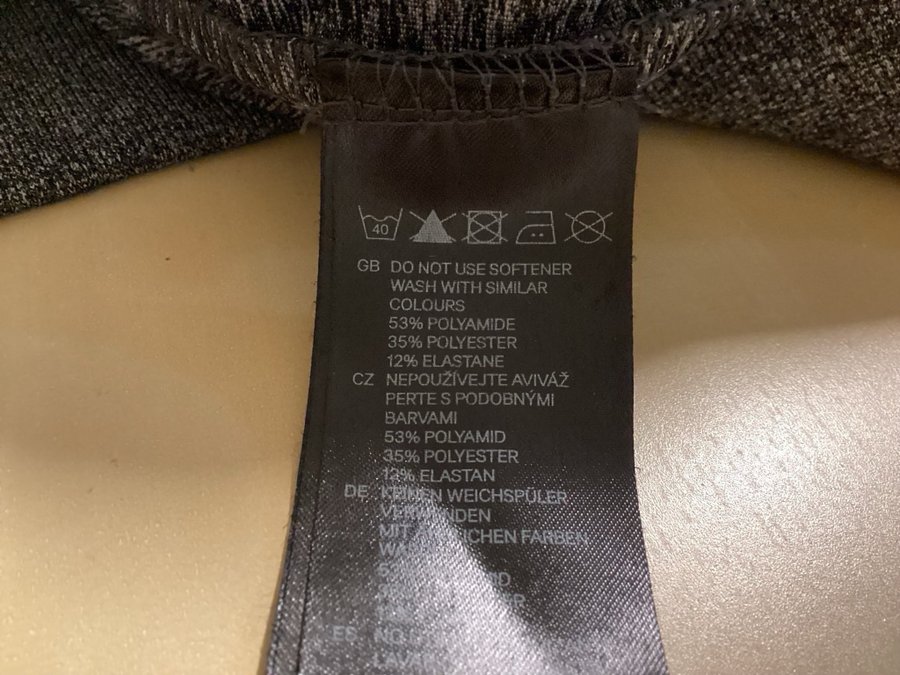 40
GB DO NOT USE SOFTENER
WASH WITH SIMILAR
COLOURS
53% POLYAMIDE
35% POLYESTER
12% ELASTANE
CZ NEPOUŽÍVEJTE AVIVÁŽ
PERTE S PODOBNÝMI
BARVAMI
53% POLYAMID
35% POLYESTER
12% ELASTAN
DE KEINEN WEICHSPÜLER
VERWENDEN
MIT FARBEN
ES